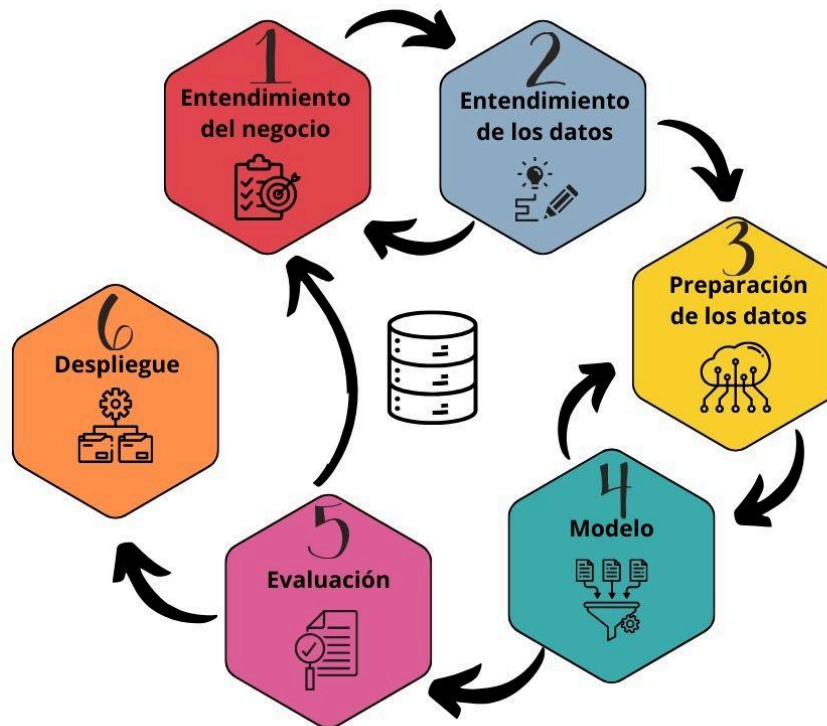 1
Entendimiento
del negocio
2
Entendimiento
de los datos
3
Preparación
de los datos
4
Modelo
5
Evaluación
6
Despliegue